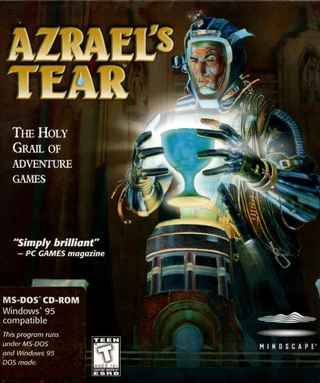 AZRAEL'S
TEAR™
THE HOLY
GRAIL OF
ADVENTURE
GAMES
"Simply brilliant"
– PC GAMES magazine
MS-DOS® CD-ROM
Windows® 95
compatible
This program runs
under MS-DOS
and Windows 95
DOS mode.
TEEN
T
ESRB
MINDSCAPE®